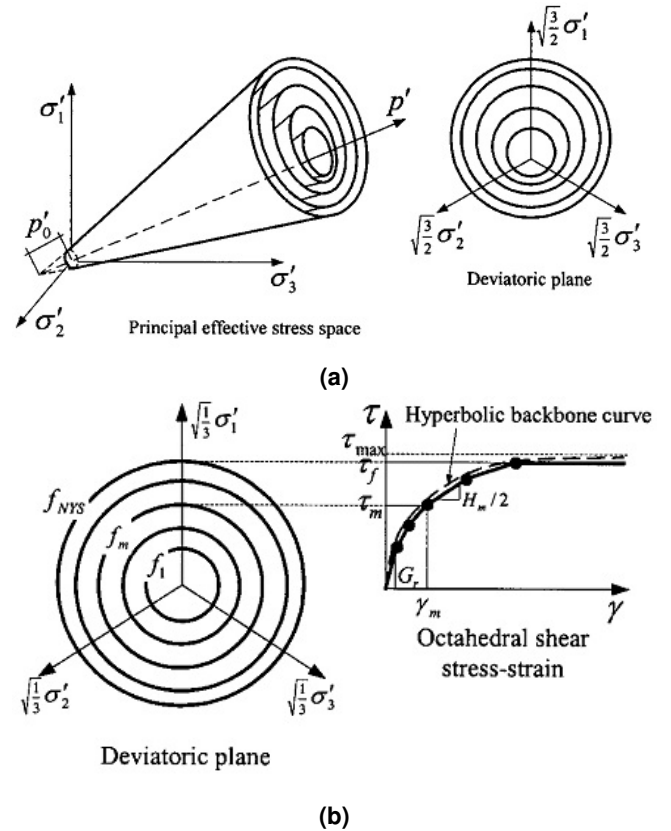 √3/2 σ′1
σ′1
p′
p′0
σ′3
σ′2
√3/2 σ′2
√3/2 σ′3
Deviatoric plane
Principal effective stress space
(a)
√1/3 σ′1
τ
Hyperbolic backbone curve
τmax
τf
fNYS
τm
Hm/2
fm
f1
Gr
γm
γ
√1/3 σ′2
√1/3 σ′3
Octahedral shear
stress-strain
Deviatoric plane
(b)